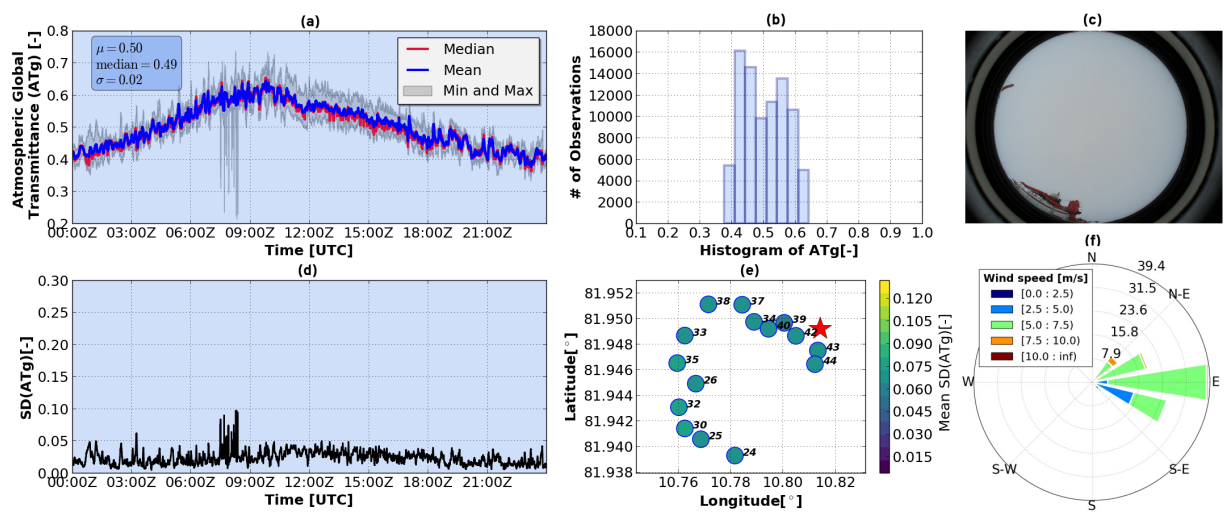 (a)
Atmospheric Global
Transmittance (ATg) [-]
0.8
0.7
0.6
0.5
0.4
0.3
0.2
μ = 0.50
median = 0.49
σ = 0.02
Median
Mean
Min and Max
00:00Z 03:00Z 06:00Z 09:00Z 12:00Z 15:00Z 18:00Z 21:00Z
Time [UTC]
(b)
# of Observations
18000
16000
14000
12000
10000
8000
6000
4000
2000
0
0.1 0.2 0.3 0.4 0.5 0.6 0.7 0.8 0.9 1.0
Histogram of ATg[-]
(c)
(d)
SD(ATg)[-]
0.30
0.25
0.20
0.15
0.10
0.05
0.00
00:00Z 03:00Z 06:00Z 09:00Z 12:00Z 15:00Z 18:00Z 21:00Z
Time [UTC]
(e)
Latitude[°]
81.952
81.950
81.948
81.946
81.944
81.942
81.940
81.938
38
37
34
39
40
42
33
43
44
35
26
32
30
25
24
10.76 10.78 10.80 10.82
Longitude[°]
Mean SD(ATg)[-]
0.120
0.105
0.090
0.075
0.060
0.045
0.030
0.015
(f)
Wind speed [m/s]
[0.0 : 2.5)
[2.5 : 5.0)
[5.0 : 7.5)
[7.5 : 10.0)
[10.0 : inf)
N
N-E
E
S-E
S
S-W
W
39.4
31.5
23.6
15.8
7.9